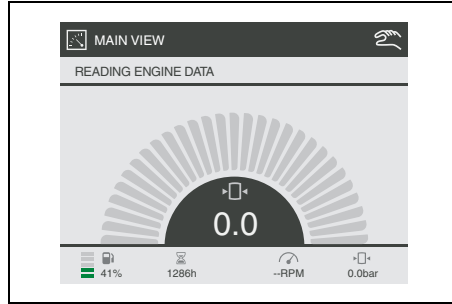 MAIN VIEW
READING ENGINE DATA
0.0
41% 1286h --RPM 0.0bar